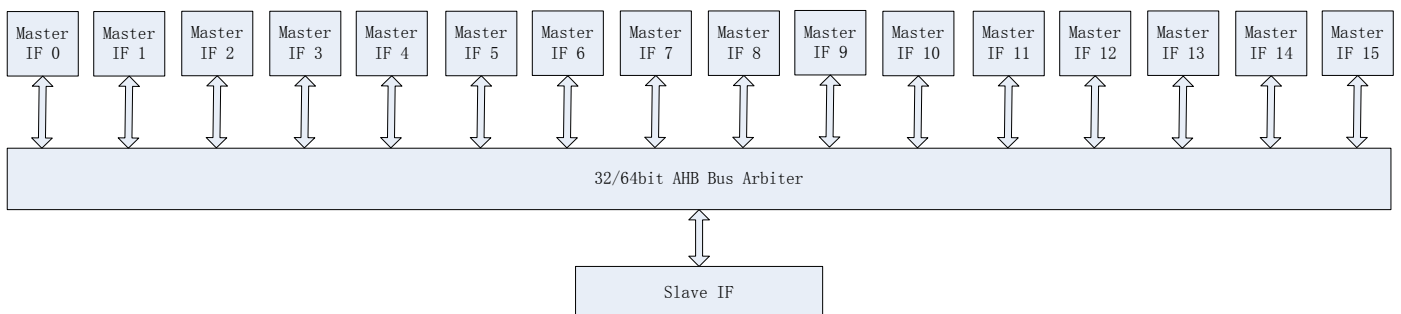 Master
IF 0
Master
IF 1
Master
IF 2
Master
IF 3
Master
IF 4
Master
IF 5
Master
IF 6
Master
IF 7
Master
IF 8
Master
IF 9
Master
IF 10
Master
IF 11
Master
IF 12
Master
IF 13
Master
IF 14
Master
IF 15
32/64bit AHB Bus Arbiter
Slave IF